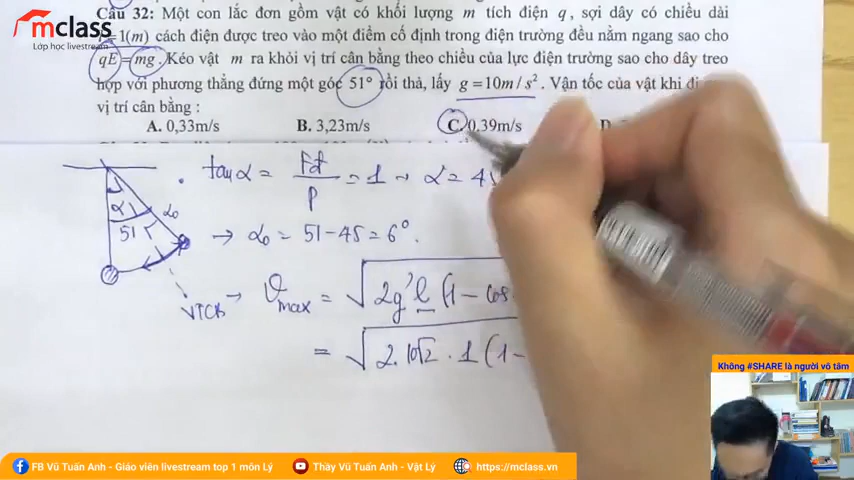 mclass
Lớp học livestream
Câu 32: Một con lắc đơn gồm vật có khối lượng m tích điện q, sợi dây có chiều dài
=1(m) cách điện được treo vào một điểm cố định trong điện trường đều nằm ngang sao cho
qE = mg. Kéo vật m ra khỏi vị trí cân bằng theo chiều của lực điện trường sao cho dây treo
hợp với phương thẳng đứng một góc 51° rồi thả, lấy g = 10m/s². Vận tốc của vật khi đi
vị trí cân bằng :
A. 0,33m/s B. 3,23m/s C. 0,39m/s D.
tan α = Fđ/P = 1 → α = 45
α α₀
51
→ α₀ = 51 - 45 = 6°.
VTCB → Vmax = √2g'l(1 - cos
= √2.10√2 . 1 (1 -
Không #SHARE là người vô tâm
FB Vũ Tuấn Anh - Giáo viên livestream top 1 môn Lý Thầy Vũ Tuấn Anh - Vật Lý https://mclass.vn